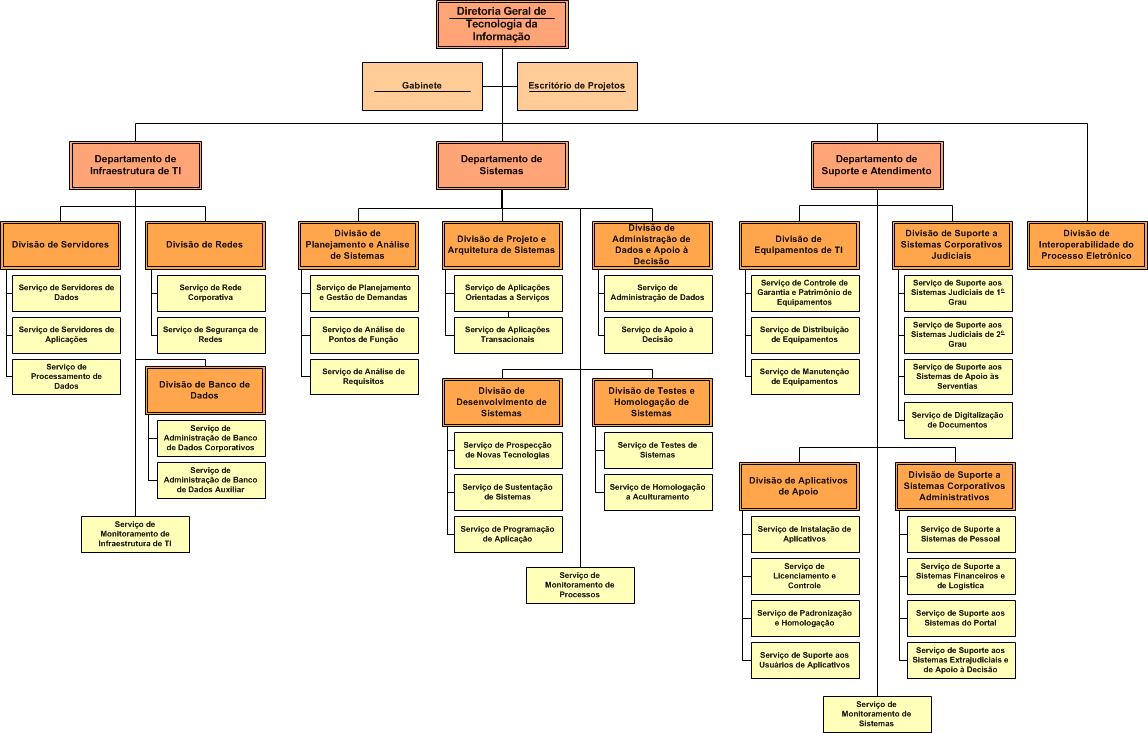 Diretoria Geral de
Tecnologia da
Informação
Gabinete
Escritório de Projetos
Departamento de
Infraestrutura de TI
Departamento de
Sistemas
Departamento de
Suporte e Atendimento
Divisão de Servidores
Serviço de Servidores de
Dados
Serviço de Servidores de
Aplicações
Serviço de
Processamento de
Dados
Divisão de Redes
Serviço de Rede
Corporativa
Serviço de Segurança de
Redes
Divisão de Banco de
Dados
Serviço de
Administração de Banco
de Dados Corporativos
Serviço de
Administração de Banco
de Dados Auxiliar
Serviço de
Monitoramento de
Infraestrutura de TI
Divisão de
Planejamento e Análise
de Sistemas
Serviço de Planejamento
e Gestão de Demandas
Serviço de Análise de
Pontos de Função
Serviço de Análise de
Requisitos
Divisão de Projeto e
Arquitetura de Sistemas
Serviço de Aplicações
Orientadas a Serviços
Serviço de Aplicações
Transacionais
Divisão de
Administração de
Dados e Apoio à
Decisão
Serviço de
Administração de Dados
Serviço de Apoio à
Decisão
Divisão de
Desenvolvimento de
Sistemas
Serviço de Prospecção
de Novas Tecnologias
Serviço de Sustentação
de Sistemas
Serviço de Programação
de Aplicação
Divisão de Testes e
Homologação de
Sistemas
Serviço de Testes de
Sistemas
Serviço de Homologação
a Aculturamento
Serviço de
Monitoramento de
Processos
Divisão de
Equipamentos de TI
Serviço de Controle de
Garantia e Patrimônio de
Equipamentos
Serviço de Distribuição
de Equipamentos
Serviço de Manutenção
de Equipamentos
Divisão de Suporte a
Sistemas Corporativos
Judiciais
Serviço de Suporte aos
Sistemas Judiciais de 1º
Grau
Serviço de Suporte aos
Sistemas Judiciais de 2º
Grau
Serviço de Suporte aos
Sistemas de Apoio às
Serventias
Serviço de Digitalização
de Documentos
Divisão de Aplicativos
de Apoio
Serviço de Instalação de
Aplicativos
Serviço de
Licenciamento e
Controle
Serviço de Padronização
e Homologação
Serviço de Suporte aos
Usuários de Aplicativos
Divisão de Suporte a
Sistemas Corporativos
Administrativos
Serviço de Suporte a
Sistemas de Pessoal
Serviço de Suporte a
Sistemas Financeiros e
de Logística
Serviço de Suporte aos
Sistemas do Portal
Serviço de Suporte aos
Sistemas Extrajudiciais e
de Apoio à Decisão
Serviço de
Monitoramento de
Sistemas
Divisão de
Interoperabilidade do
Processo Eletrônico